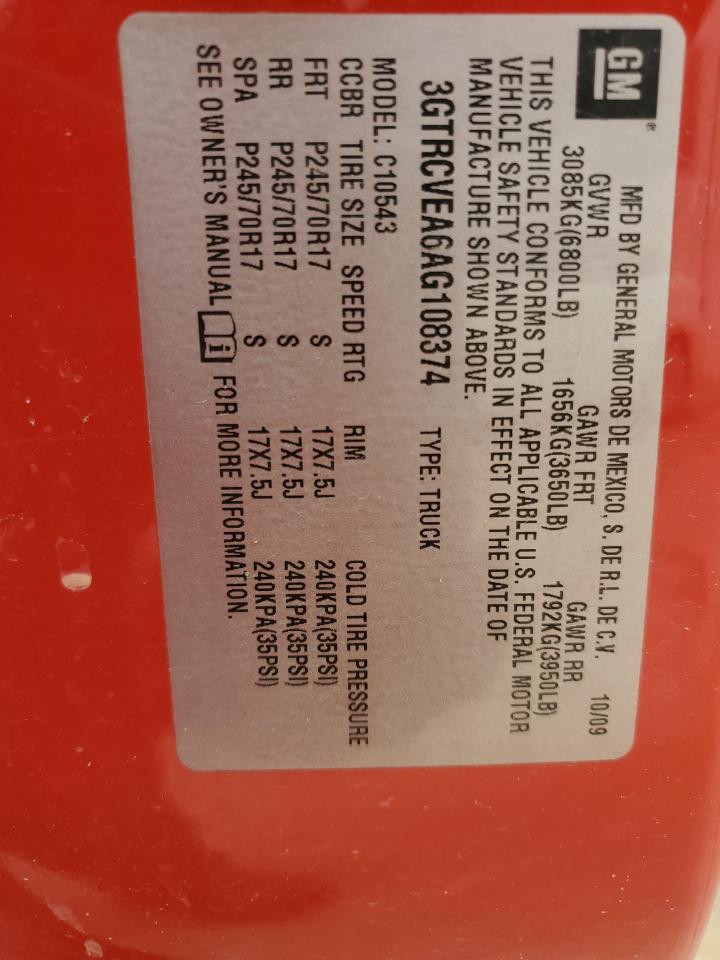 GM®
MFD BY GENERAL MOTORS DE MEXICO, S. DE R.L. DE C.V. 10/09
GVWR GAWR FRT GAWR RR
3085KG(6800LB) 1656KG(3650LB) 1792KG(3950LB)
THIS VEHICLE CONFORMS TO ALL APPLICABLE U.S. FEDERAL MOTOR
VEHICLE SAFETY STANDARDS IN EFFECT ON THE DATE OF
MANUFACTURE SHOWN ABOVE.
3GTRCVEA6AG108374 TYPE: TRUCK
MODEL: C10543
CCBR TIRE SIZE SPEED RTG RIM COLD TIRE PRESSURE
FRT P245/70R17 S 17X7.5J 240KPA(35PSI)
RR P245/70R17 S 17X7.5J 240KPA(35PSI)
SPA P245/70R17 S 17X7.5J 240KPA(35PSI)
SEE OWNER'S MANUAL i FOR MORE INFORMATION.